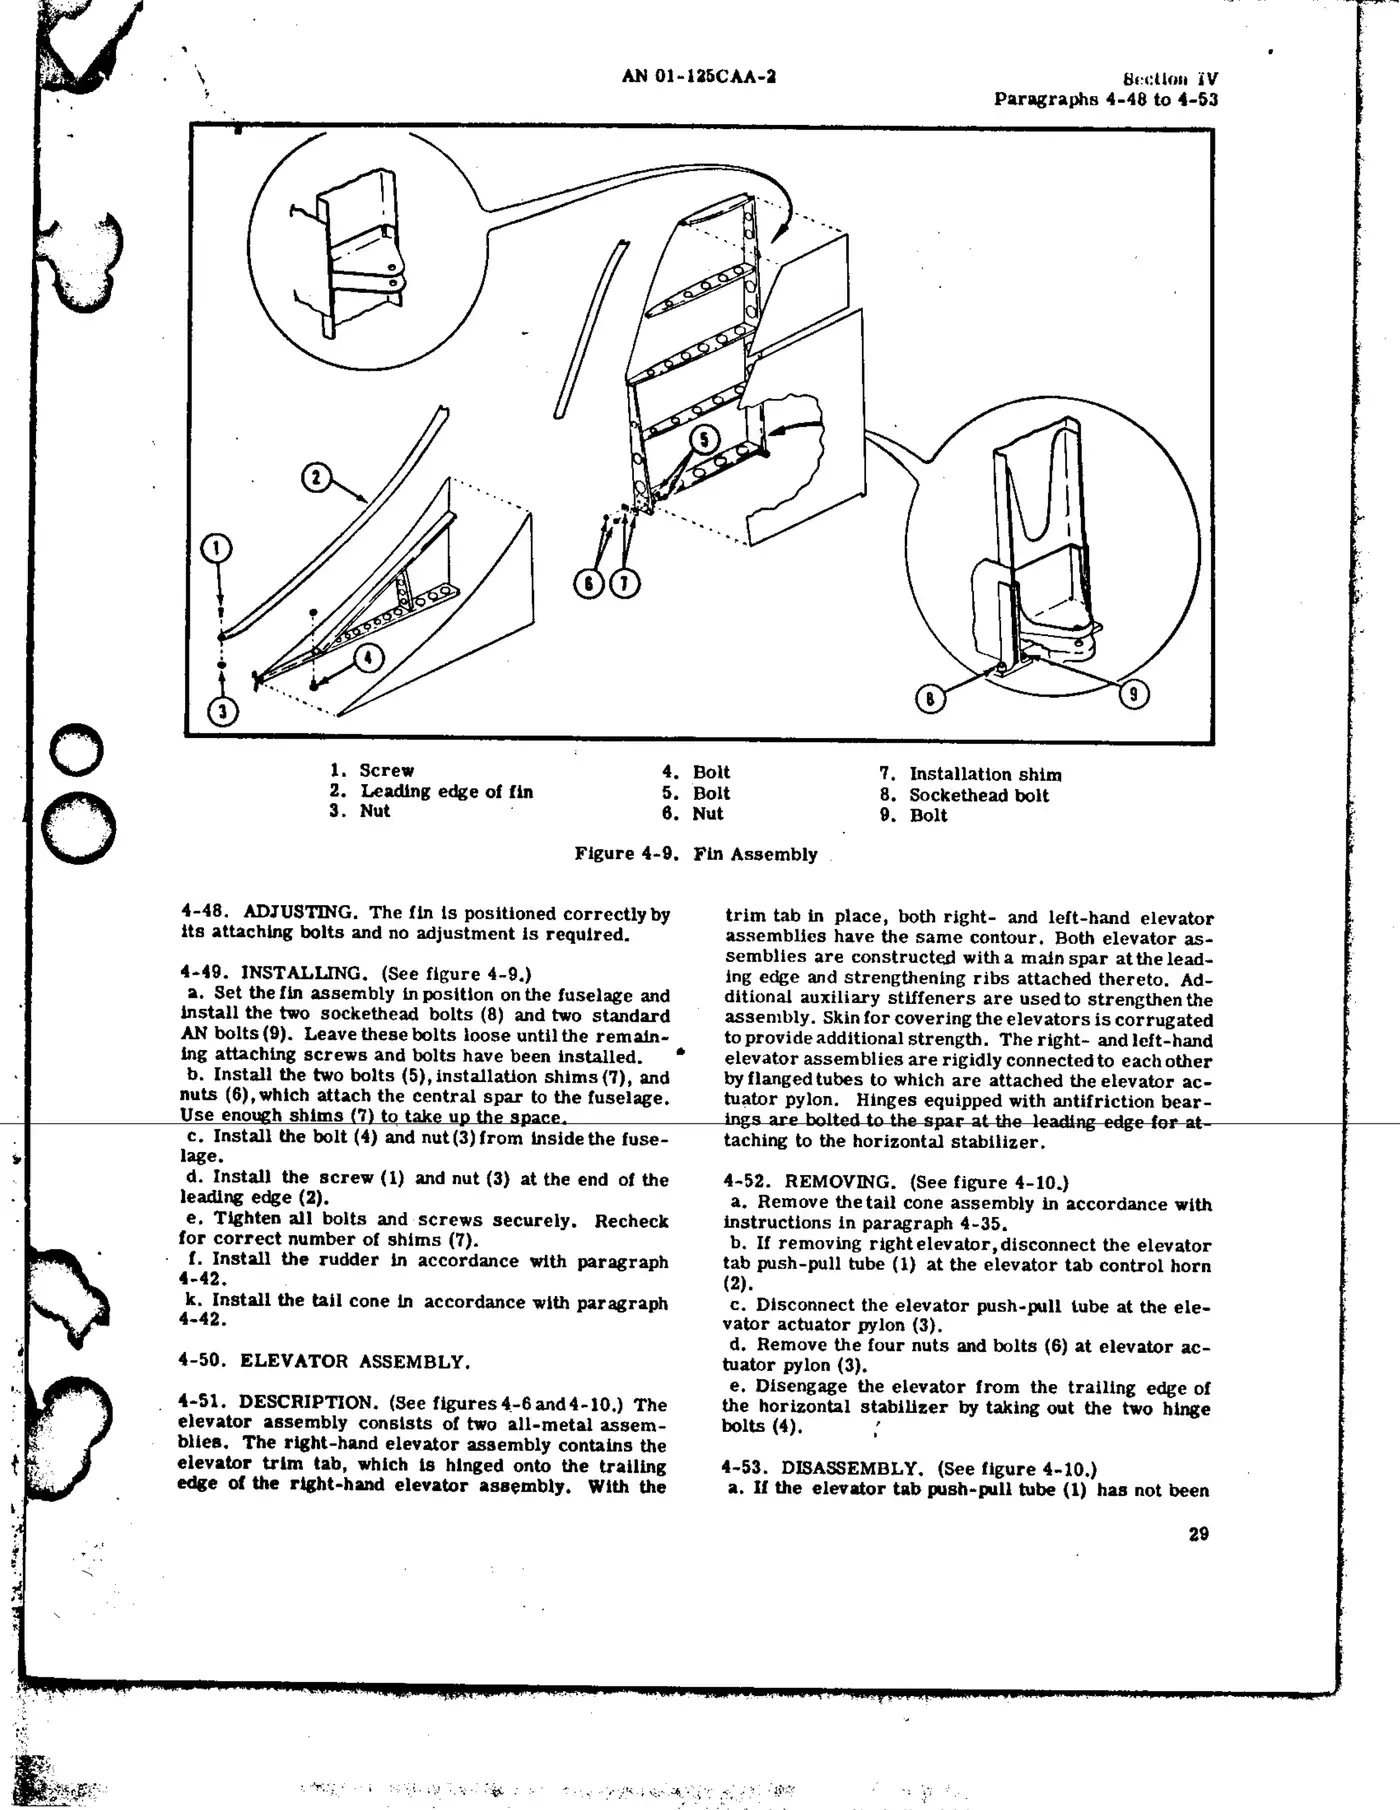 AN 01-125CAA-2
Section IV
Paragraphs 4-48 to 4-53
1
2
3
4
5
6
7
8
9
1. Screw
2. Leading edge of fin
3. Nut
4. Bolt
5. Bolt
6. Nut
7. Installation shim
8. Sockethead bolt
9. Bolt
Figure 4-9. Fin Assembly
4-48. ADJUSTING. The fin is positioned correctly by
its attaching bolts and no adjustment is required.
4-49. INSTALLING. (See figure 4-9.)
a. Set the fin assembly in position on the fuselage and
install the two sockethead bolts (8) and two standard
AN bolts (9). Leave these bolts loose until the remain-
ing attaching screws and bolts have been installed.
b. Install the two bolts (5), installation shims (7), and
nuts (6), which attach the central spar to the fuselage.
Use enough shims (7) to take up the space.
c. Install the bolt (4) and nut (3) from inside the fuse-
lage.
d. Install the screw (1) and nut (3) at the end of the
leading edge (2).
e. Tighten all bolts and screws securely. Recheck
for correct number of shims (7).
f. Install the rudder in accordance with paragraph
4-42.
k. Install the tail cone in accordance with paragraph
4-42.
4-50. ELEVATOR ASSEMBLY.
4-51. DESCRIPTION. (See figures 4-6 and 4-10.) The
elevator assembly consists of two all-metal assem-
blies. The right-hand elevator assembly contains the
elevator trim tab, which is hinged onto the trailing
edge of the right-hand elevator assembly. With the
trim tab in place, both right- and left-hand elevator
assemblies have the same contour. Both elevator as-
semblies are constructed with a main spar at the lead-
ing edge and strengthening ribs attached thereto. Ad-
ditional auxiliary stiffeners are used to strengthen the
assembly. Skin for covering the elevators is corrugated
to provide additional strength. The right- and left-hand
elevator assemblies are rigidly connected to each other
by flanged tubes to which are attached the elevator ac-
tuator pylon. Hinges equipped with antifriction bear-
ings are bolted to the spar at the leading edge for at-
taching to the horizontal stabilizer.
4-52. REMOVING. (See figure 4-10.)
a. Remove the tail cone assembly in accordance with
instructions in paragraph 4-35.
b. If removing right elevator, disconnect the elevator
tab push-pull tube (1) at the elevator tab control horn
(2).
c. Disconnect the elevator push-pull tube at the ele-
vator actuator pylon (3).
d. Remove the four nuts and bolts (6) at elevator ac-
tuator pylon (3).
e. Disengage the elevator from the trailing edge of
the horizontal stabilizer by taking out the two hinge
bolts (4).
4-53. DISASSEMBLY. (See figure 4-10.)
a. If the elevator tab push-pull tube (1) has not been
29